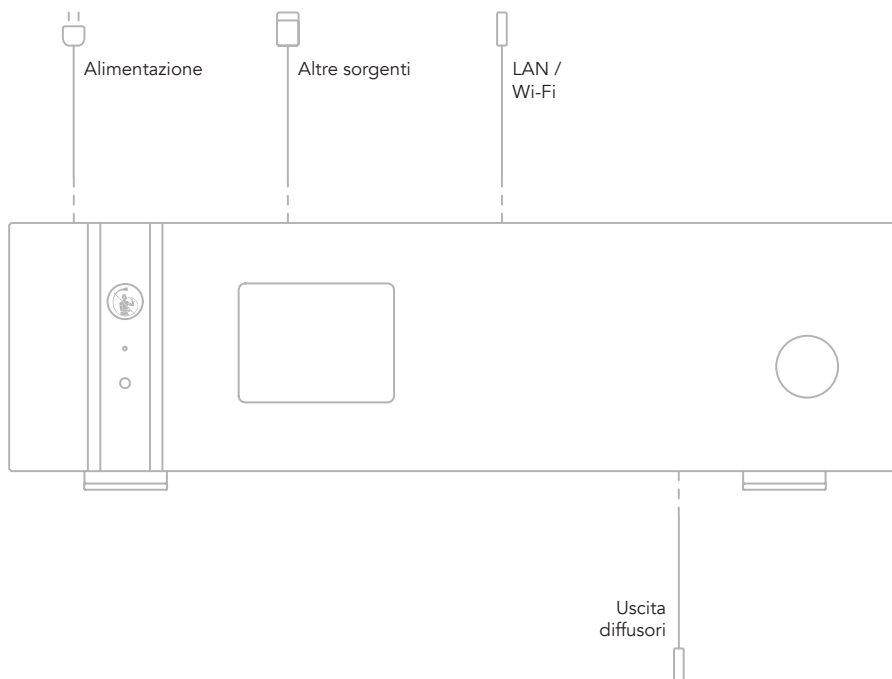 Alimentazione
Altre sorgenti
LAN /
Wi-Fi
Uscita
diffusori